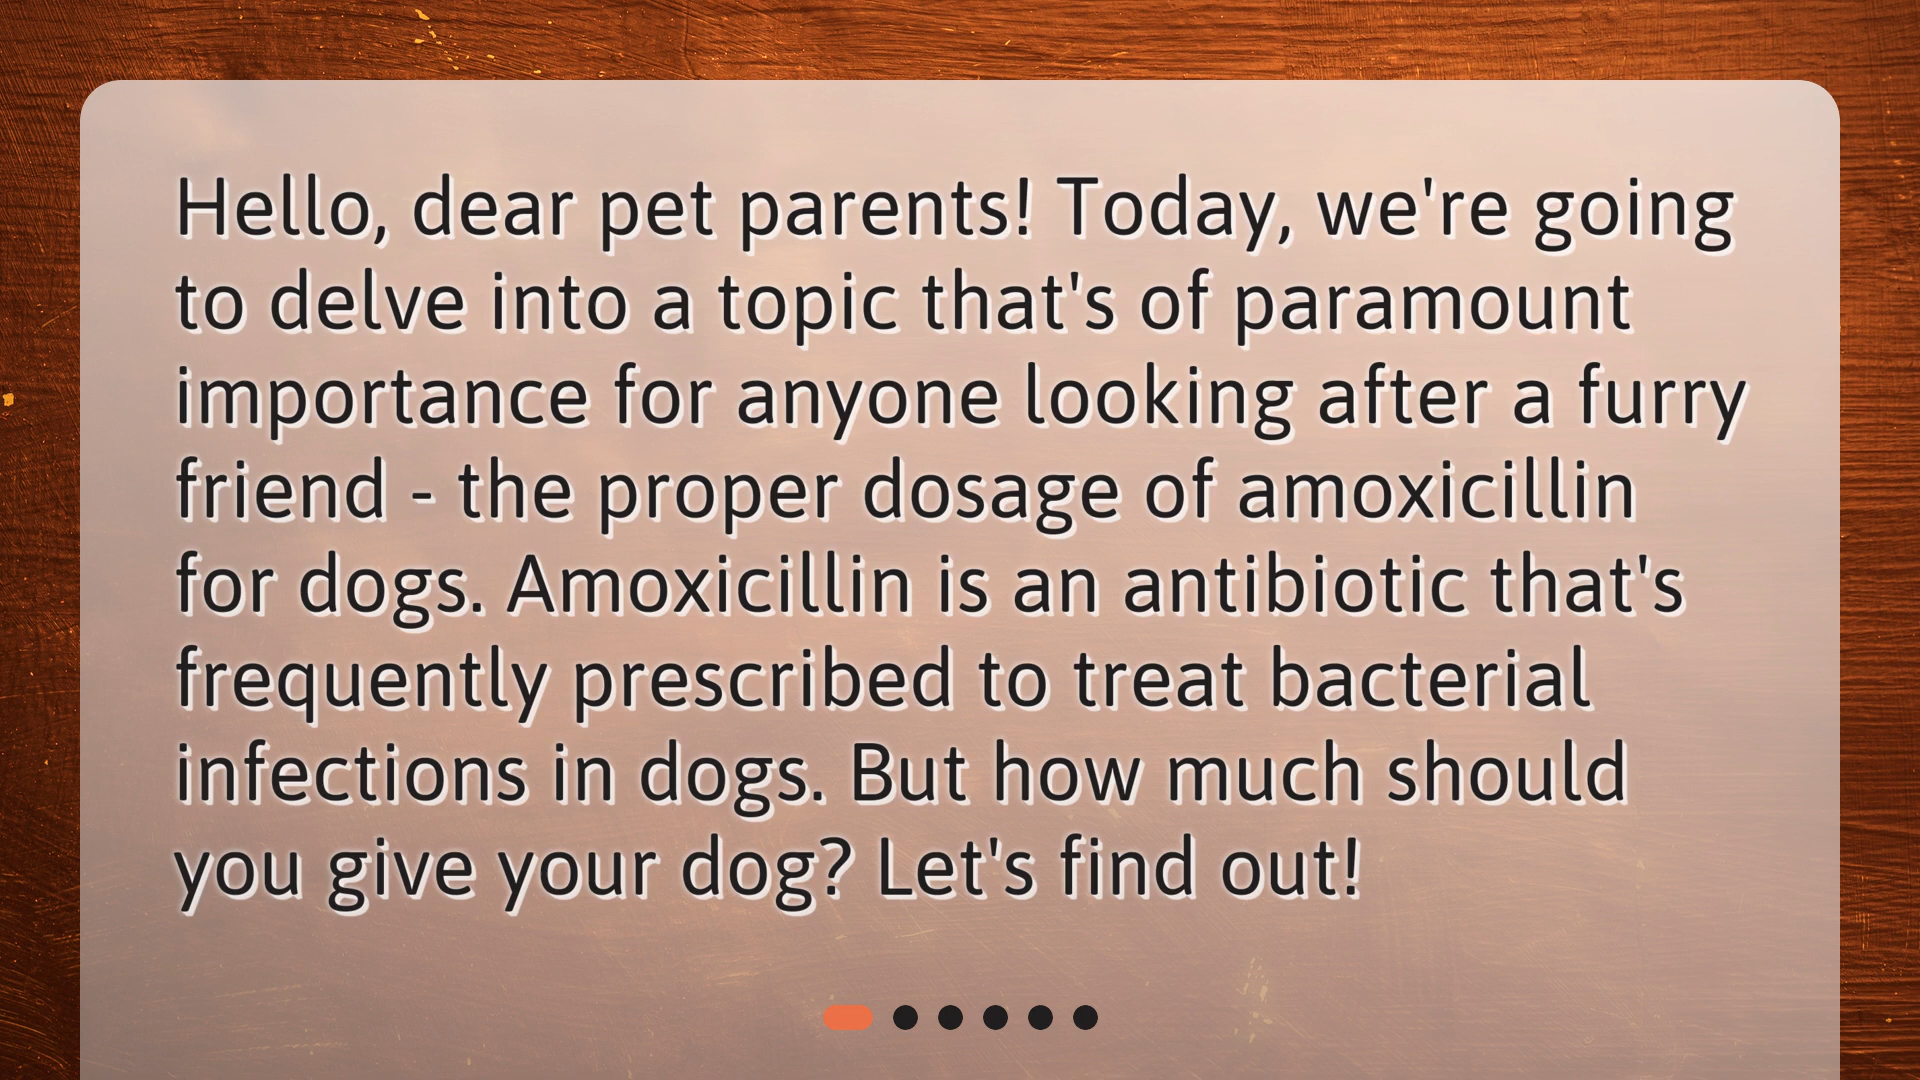 Hello, dear pet parents! Today, we're going
to delve into a topic that's of paramount
importance for anyone looking after a furry
friend - the proper dosage of amoxicillin
for dogs. Amoxicillin is an antibiotic that's
frequently prescribed to treat bacterial
infections in dogs. But how much should
you give your dog? Let's find out!